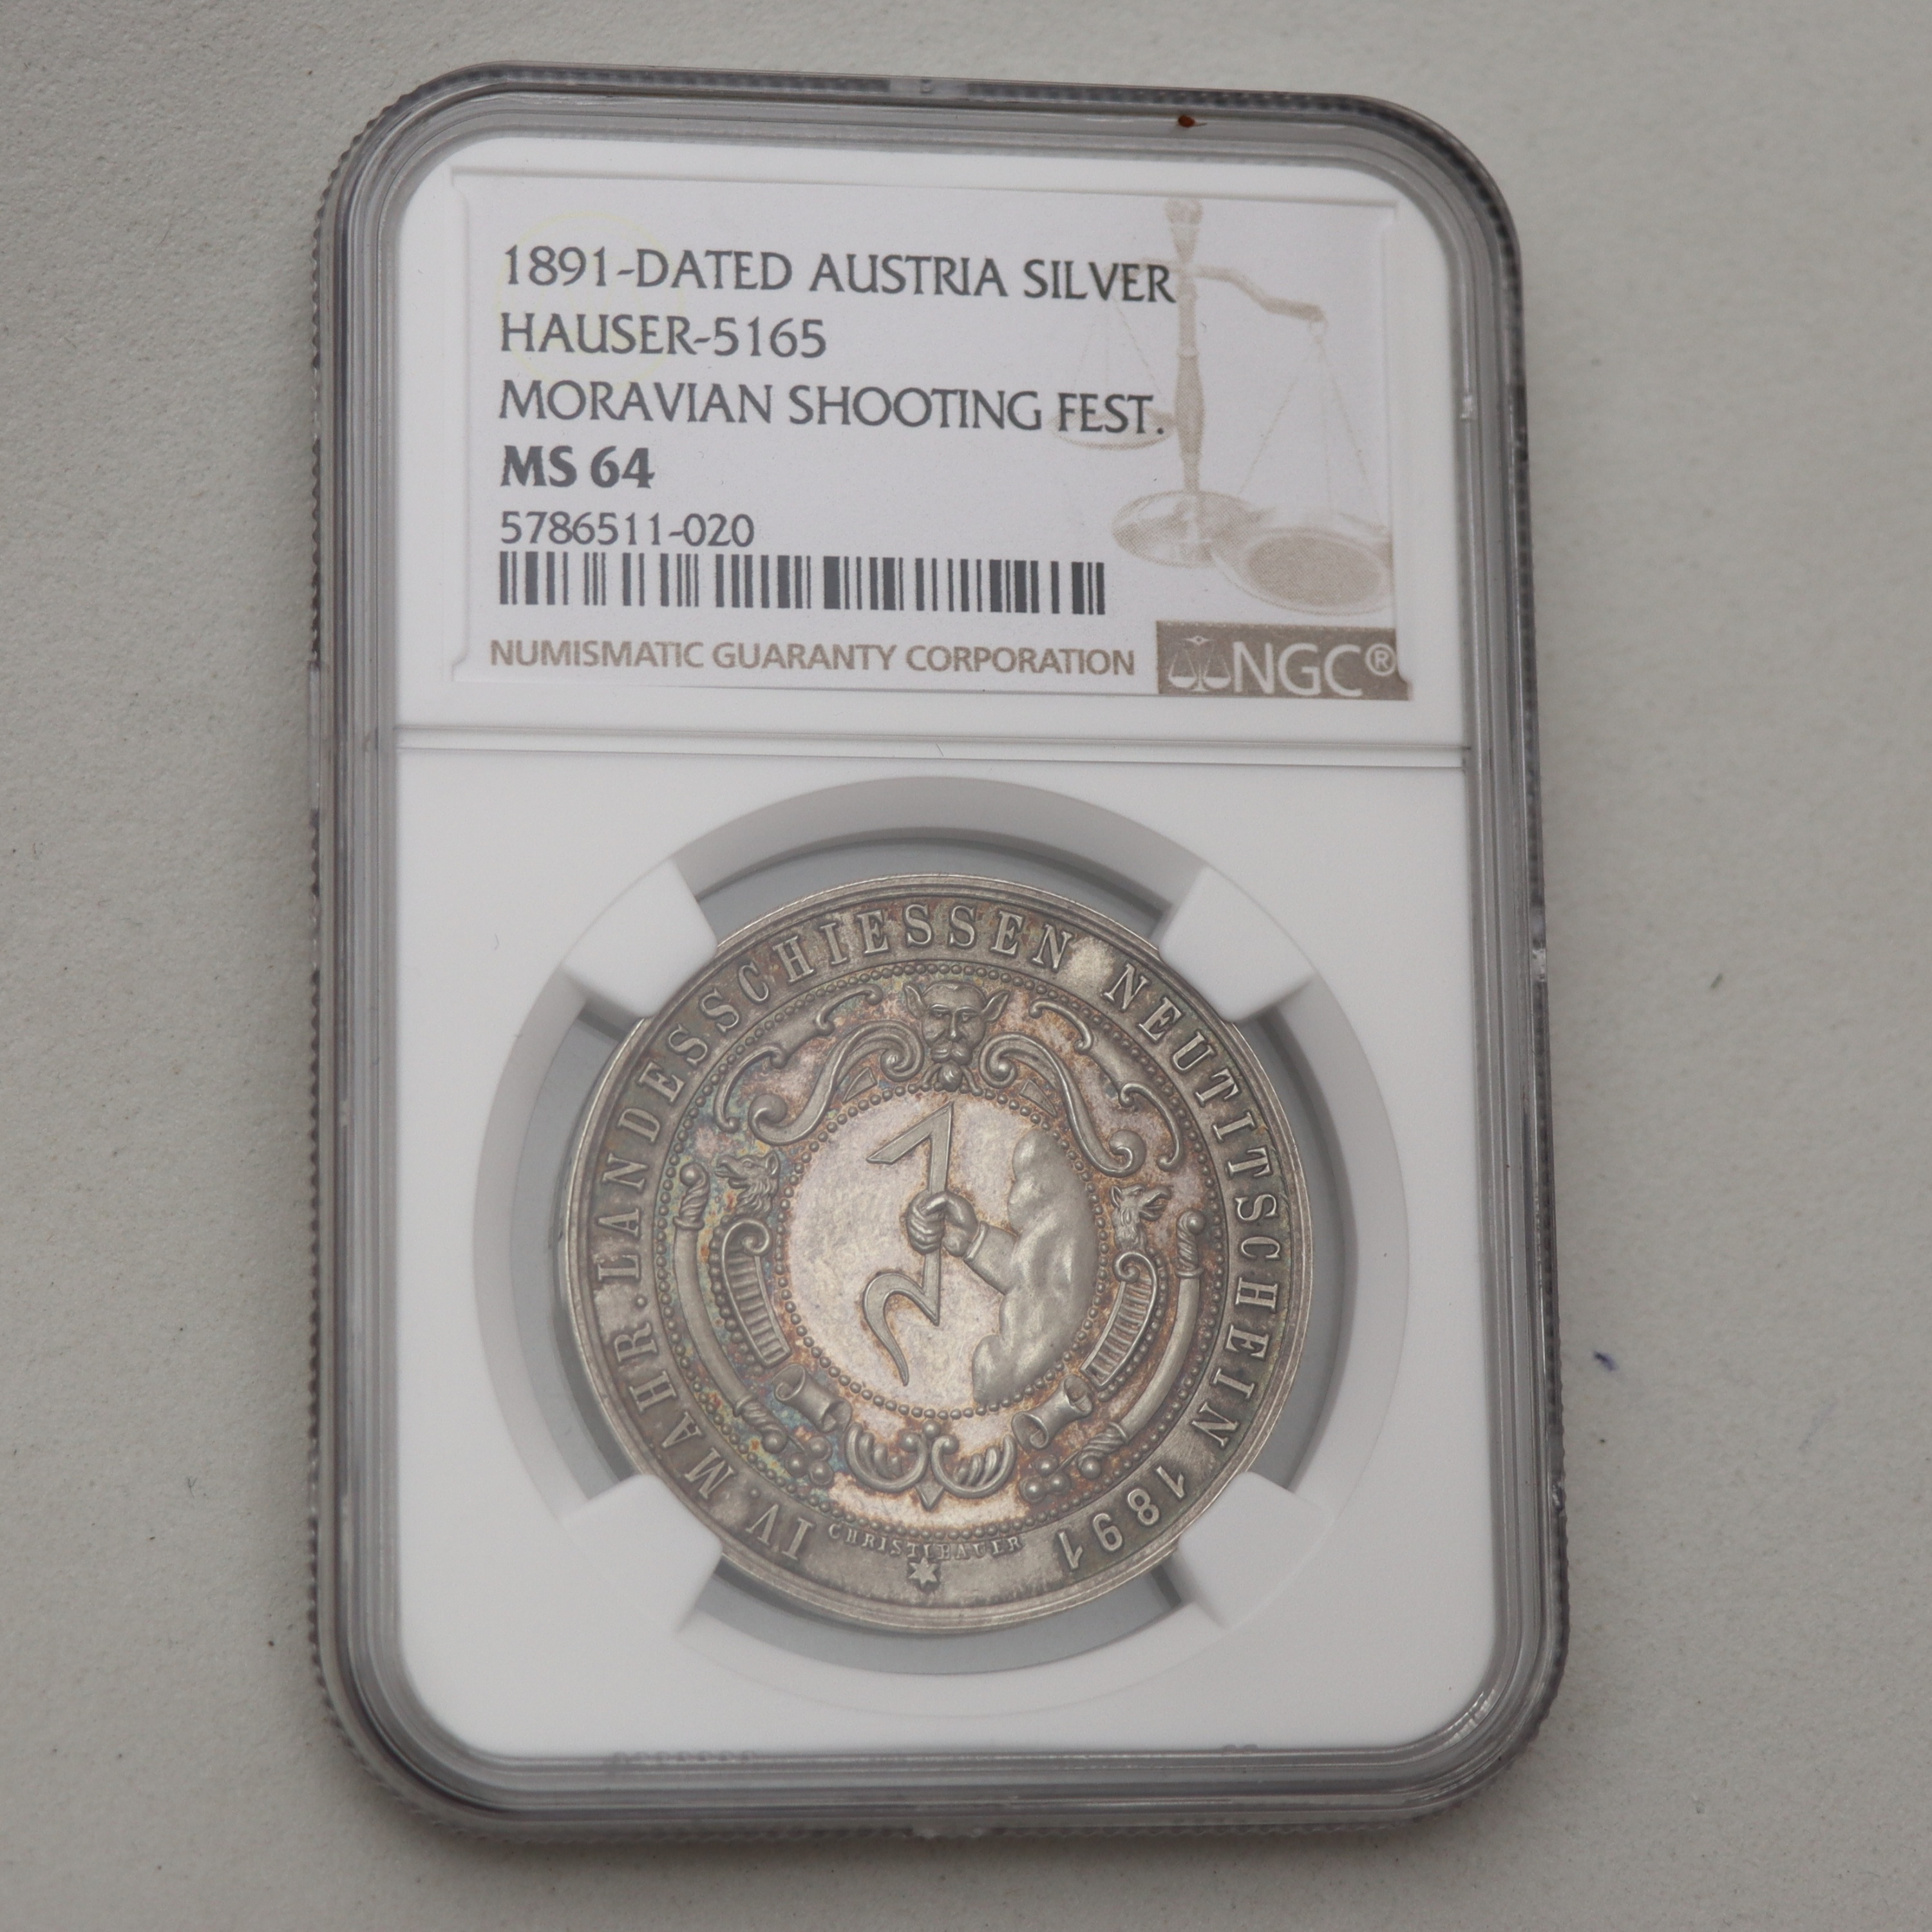 1891-DATED AUSTRIA SILVER
HAUSER-5165
MORAVIAN SHOOTING FEST.
MS 64
5786511-020
NUMISMATIC GUARANTY CORPORATION
NGC®
IV. MÄHR. LANDESSCHIESSEN NEUTITSCHEIN 1891
CHRISTLBAUER